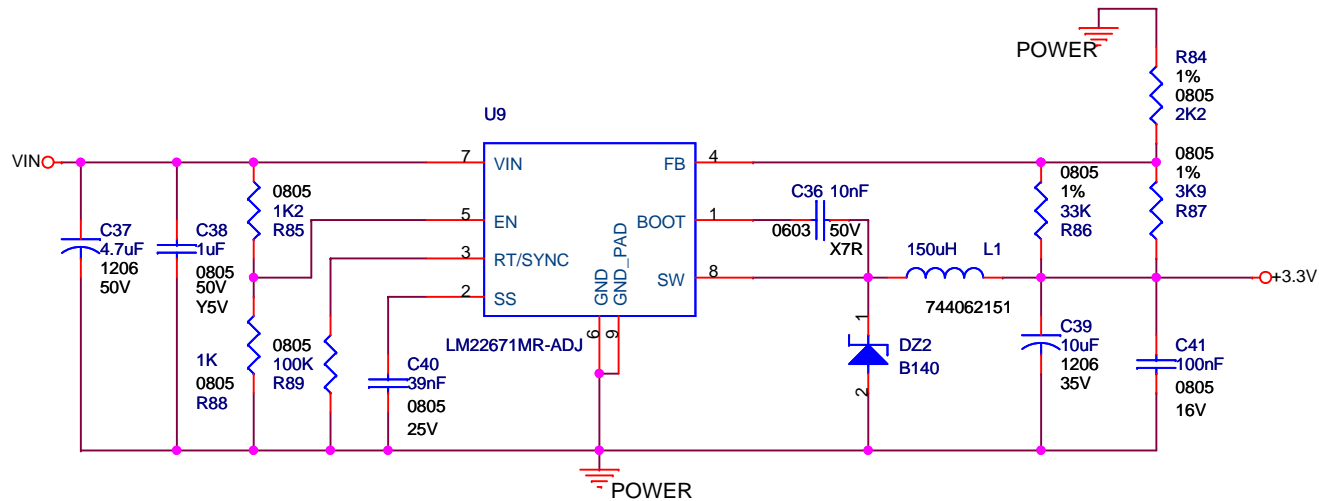 POWER
R84
1%
0805
2K2
U9
VIN
7
VIN
FB
4
0805
1%
3K9
R87
0805
1%
33K
R86
0805
1K2
R85
5
EN
BOOT
1
C36 10nF
0603
50V
X7R
C37
4.7uF
1206
50V
C38
1uF
0805
50V
Y5V
3
RT/SYNC
SW
8
150uH
L1
744062151
+3.3V
2
SS
GND
GND_PAD
6
9
LM22671MR-ADJ
1K
0805
R88
0805
100K
R89
C40
39nF
0805
25V
1
DZ2
B140
2
C39
10uF
1206
35V
C41
100nF
0805
16V
POWER